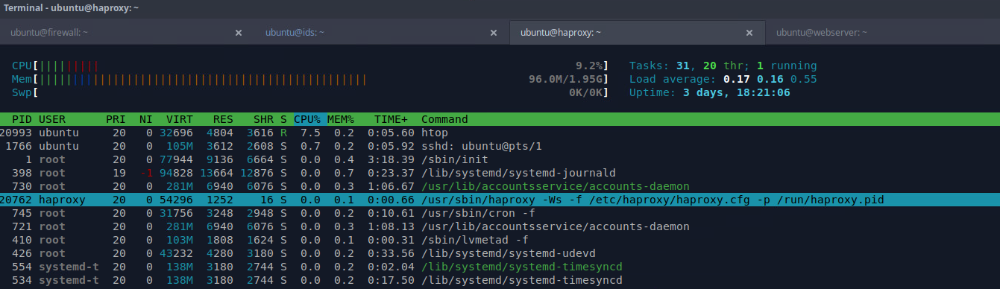 Terminal - ubuntu@haproxy: ~
ubuntu@firewall: ~ × ubuntu@ids: ~ × ubuntu@haproxy: ~ × ubuntu@webserver: ~
CPU[||||||||| 9.2%] Tasks: 31, 20 thr; 1 running
Mem[||||||||||||||||||||||||||||||||||||||||||||||||| 96.0M/1.95G] Load average: 0.17 0.16 0.55
Swp[ 0K/0K] Uptime: 3 days, 18:21:06
PID USER PRI NI VIRT RES SHR S CPU% MEM% TIME+ Command
20993 ubuntu 20 0 32696 4804 3616 R 7.5 0.2 0:05.60 htop
1766 ubuntu 20 0 105M 3612 2608 S 0.7 0.2 0:05.92 sshd: ubuntu@pts/1
1 root 20 0 77944 9136 6664 S 0.0 0.4 3:18.39 /sbin/init
398 root 19 -1 94828 13664 12876 S 0.0 0.7 0:23.37 /lib/systemd/systemd-journald
730 root 20 0 281M 6940 6076 S 0.0 0.3 1:06.67 /usr/lib/accountsservice/accounts-daemon
20762 haproxy 20 0 54296 1252 16 S 0.0 0.1 0:00.66 /usr/sbin/haproxy -Ws -f /etc/haproxy/haproxy.cfg -p /run/haproxy.pid
745 root 20 0 31756 3248 2948 S 0.0 0.2 0:10.61 /usr/sbin/cron -f
721 root 20 0 281M 6940 6076 S 0.0 0.3 1:08.13 /usr/lib/accountsservice/accounts-daemon
410 root 20 0 103M 1808 1624 S 0.0 0.1 0:00.31 /sbin/lvmetad -f
426 root 20 0 43232 4280 3180 S 0.0 0.2 0:33.56 /lib/systemd/systemd-udevd
554 systemd-t 20 0 138M 3180 2744 S 0.0 0.2 0:02.04 /lib/systemd/systemd-timesyncd
534 systemd-t 20 0 138M 3180 2744 S 0.0 0.2 0:17.50 /lib/systemd/systemd-timesyncd